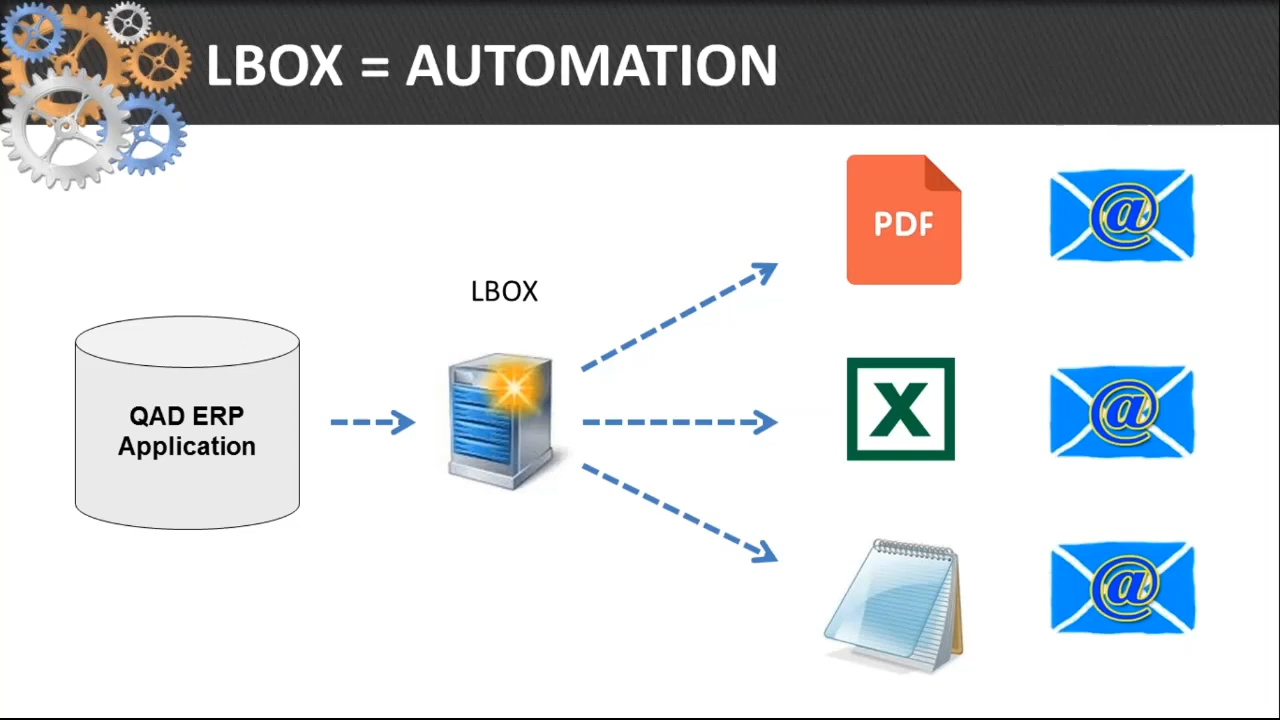 LBOX = AUTOMATION
LBOX
QAD ERP
Application
PDF
X
@
@
@